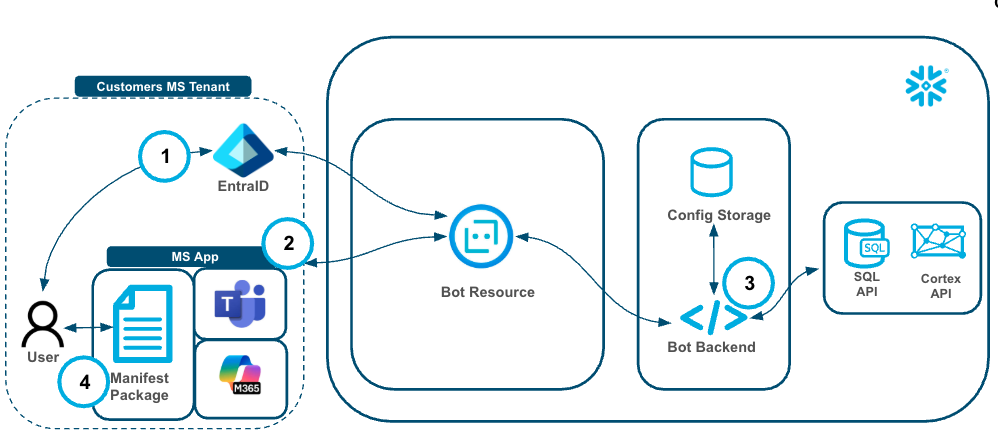 Customers MS Tenant
1
EntraID
2
MS App
User
4
Manifest
Package
M365
Bot Resource
Config Storage
3
Bot Backend
SQL
SQL
API
Cortex
API